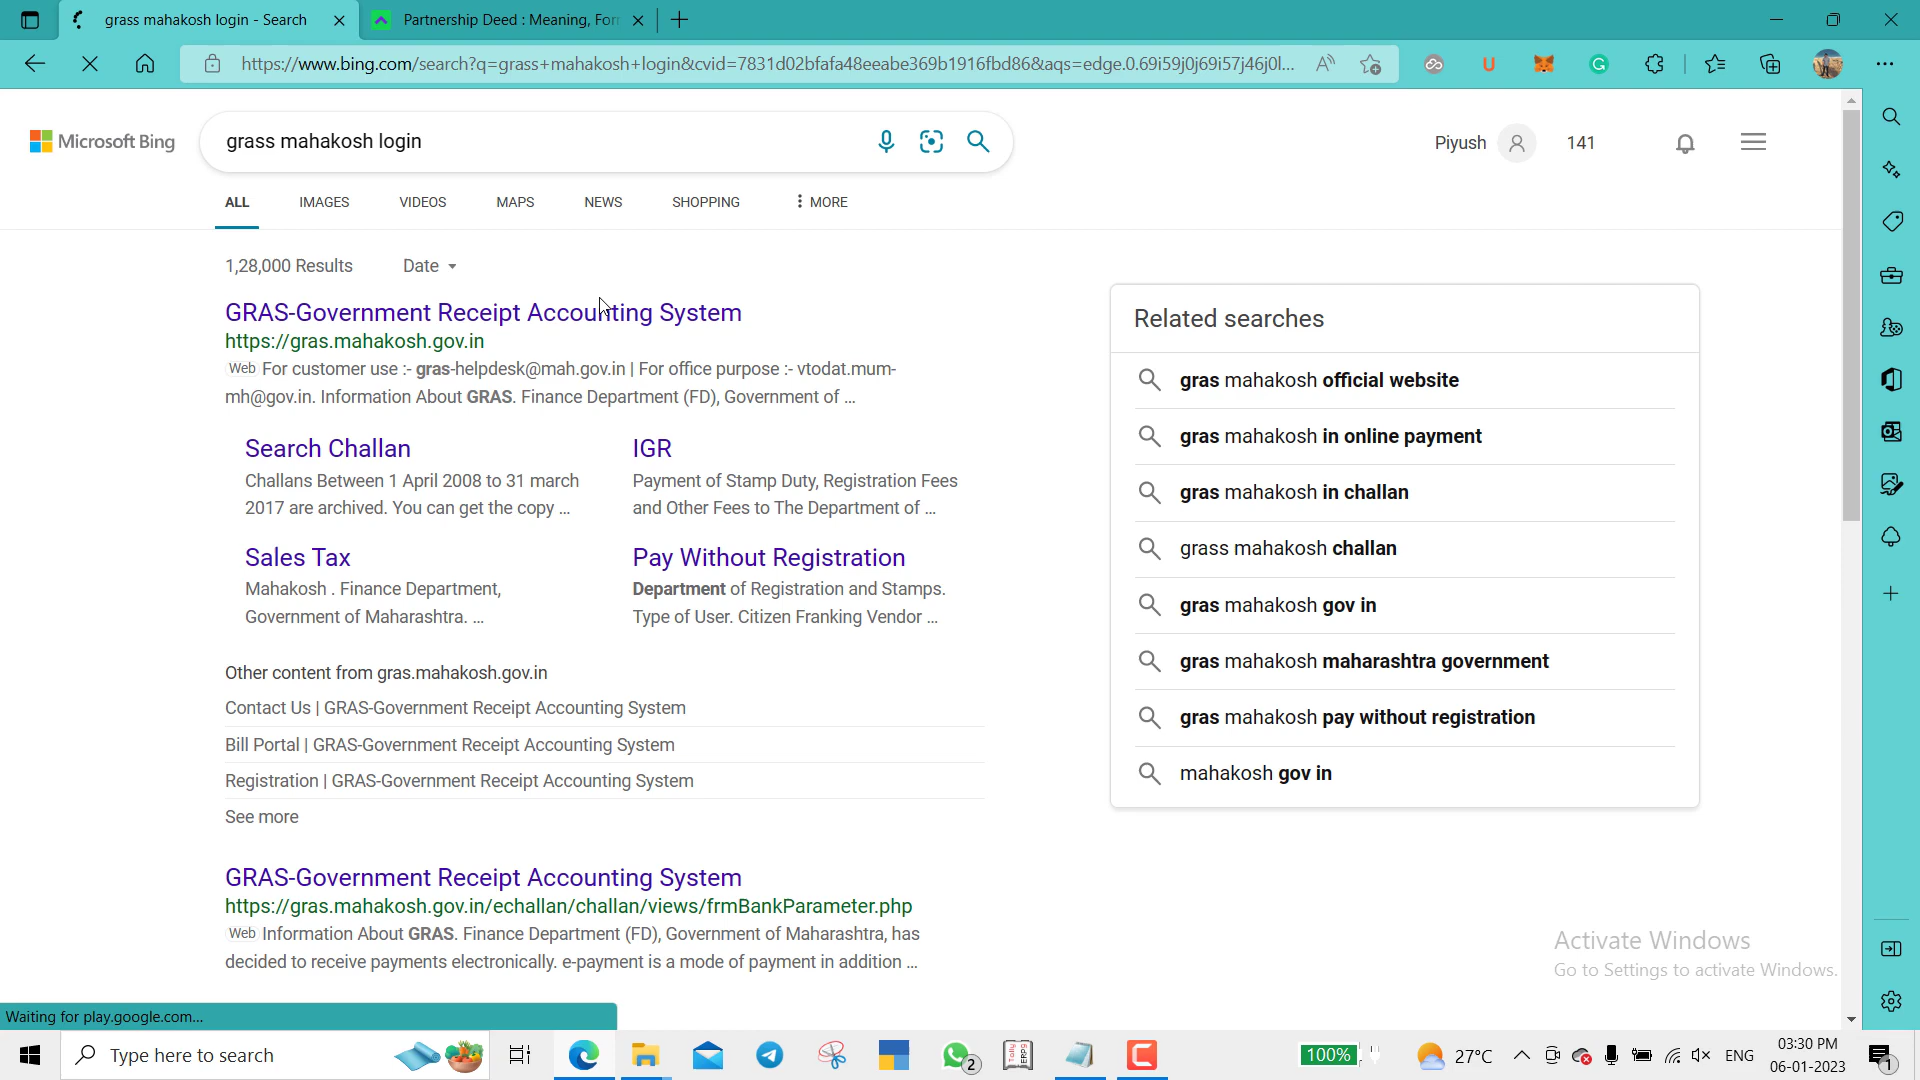 grass mahakosh login - Search
Partnership Deed : Meaning, For
https://www.bing.com/search?q=grass+mahakosh+login&cvid=7831d02bfafa48eeabe369b1916fbd86&aqs=edge.0.69i59j0j69i57j46j0l...
Microsoft Bing
grass mahakosh login
Piyush
141
ALL
IMAGES
VIDEOS
MAPS
NEWS
SHOPPING
MORE
1,28,000 Results
Date
GRAS-Government Receipt Accounting System
https://gras.mahakosh.gov.in
Web For customer use :- gras-helpdesk@mah.gov.in | For office purpose :- vtodat.mum-
mh@gov.in. Information About GRAS. Finance Department (FD), Government of ...
Search Challan
Challans Between 1 April 2008 to 31 march
2017 are archived. You can get the copy ...
IGR
Payment of Stamp Duty, Registration Fees
and Other Fees to The Department of ...
Sales Tax
Mahakosh . Finance Department,
Government of Maharashtra. ...
Pay Without Registration
Department of Registration and Stamps.
Type of User. Citizen Franking Vendor ...
Other content from gras.mahakosh.gov.in
Contact Us | GRAS-Government Receipt Accounting System
Bill Portal | GRAS-Government Receipt Accounting System
Registration | GRAS-Government Receipt Accounting System
See more
GRAS-Government Receipt Accounting System
https://gras.mahakosh.gov.in/echallan/challan/views/frmBankParameter.php
Web Information About GRAS. Finance Department (FD), Government of Maharashtra, has
decided to receive payments electronically. e-payment is a mode of payment in addition ...
Related searches
gras mahakosh official website
gras mahakosh in online payment
gras mahakosh in challan
grass mahakosh challan
gras mahakosh gov in
gras mahakosh maharashtra government
gras mahakosh pay without registration
mahakosh gov in
Activate Windows
Go to Settings to activate Windows.
Waiting for play.google.com...
Type here to search
2
100%
27°C
ENG
03:30 PM
06-01-2023
1